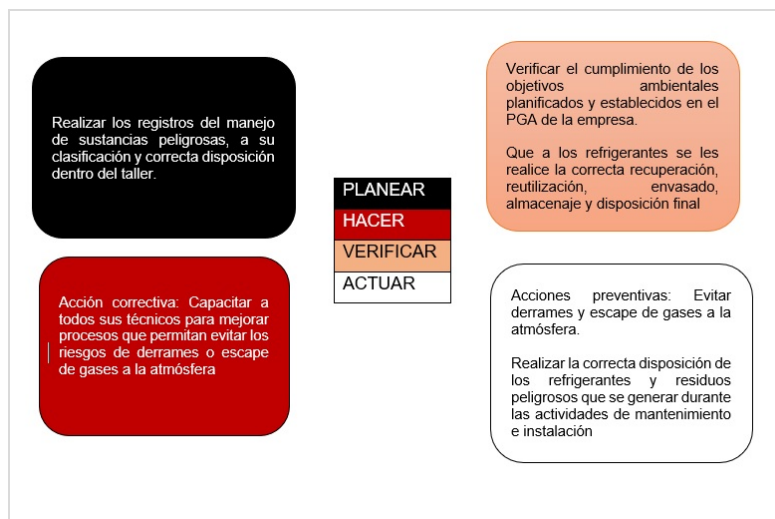 Realizar los registros del manejo
de sustancias peligrosas, a su
clasificación y correcta disposición
dentro del taller.
Acción correctiva: Capacitar a
todos sus técnicos para mejorar
procesos que permitan evitar los
riesgos de derrames o escape
de gases a la atmósfera
PLANEAR
HACER
VERIFICAR
ACTUAR
Verificar el cumplimiento de los
objetivos ambientales
planificados y establecidos en el
PGA de la empresa.
Que a los refrigerantes se les
realice la correcta recuperación,
reutilización, envasado,
almacenaje y disposición final
Acciones preventivas: Evitar
derrames y escape de gases a la
atmósfera.
Realizar la correcta disposición de
los refrigerantes y residuos
peligrosos que se generar durante
las actividades de mantenimiento
e instalación